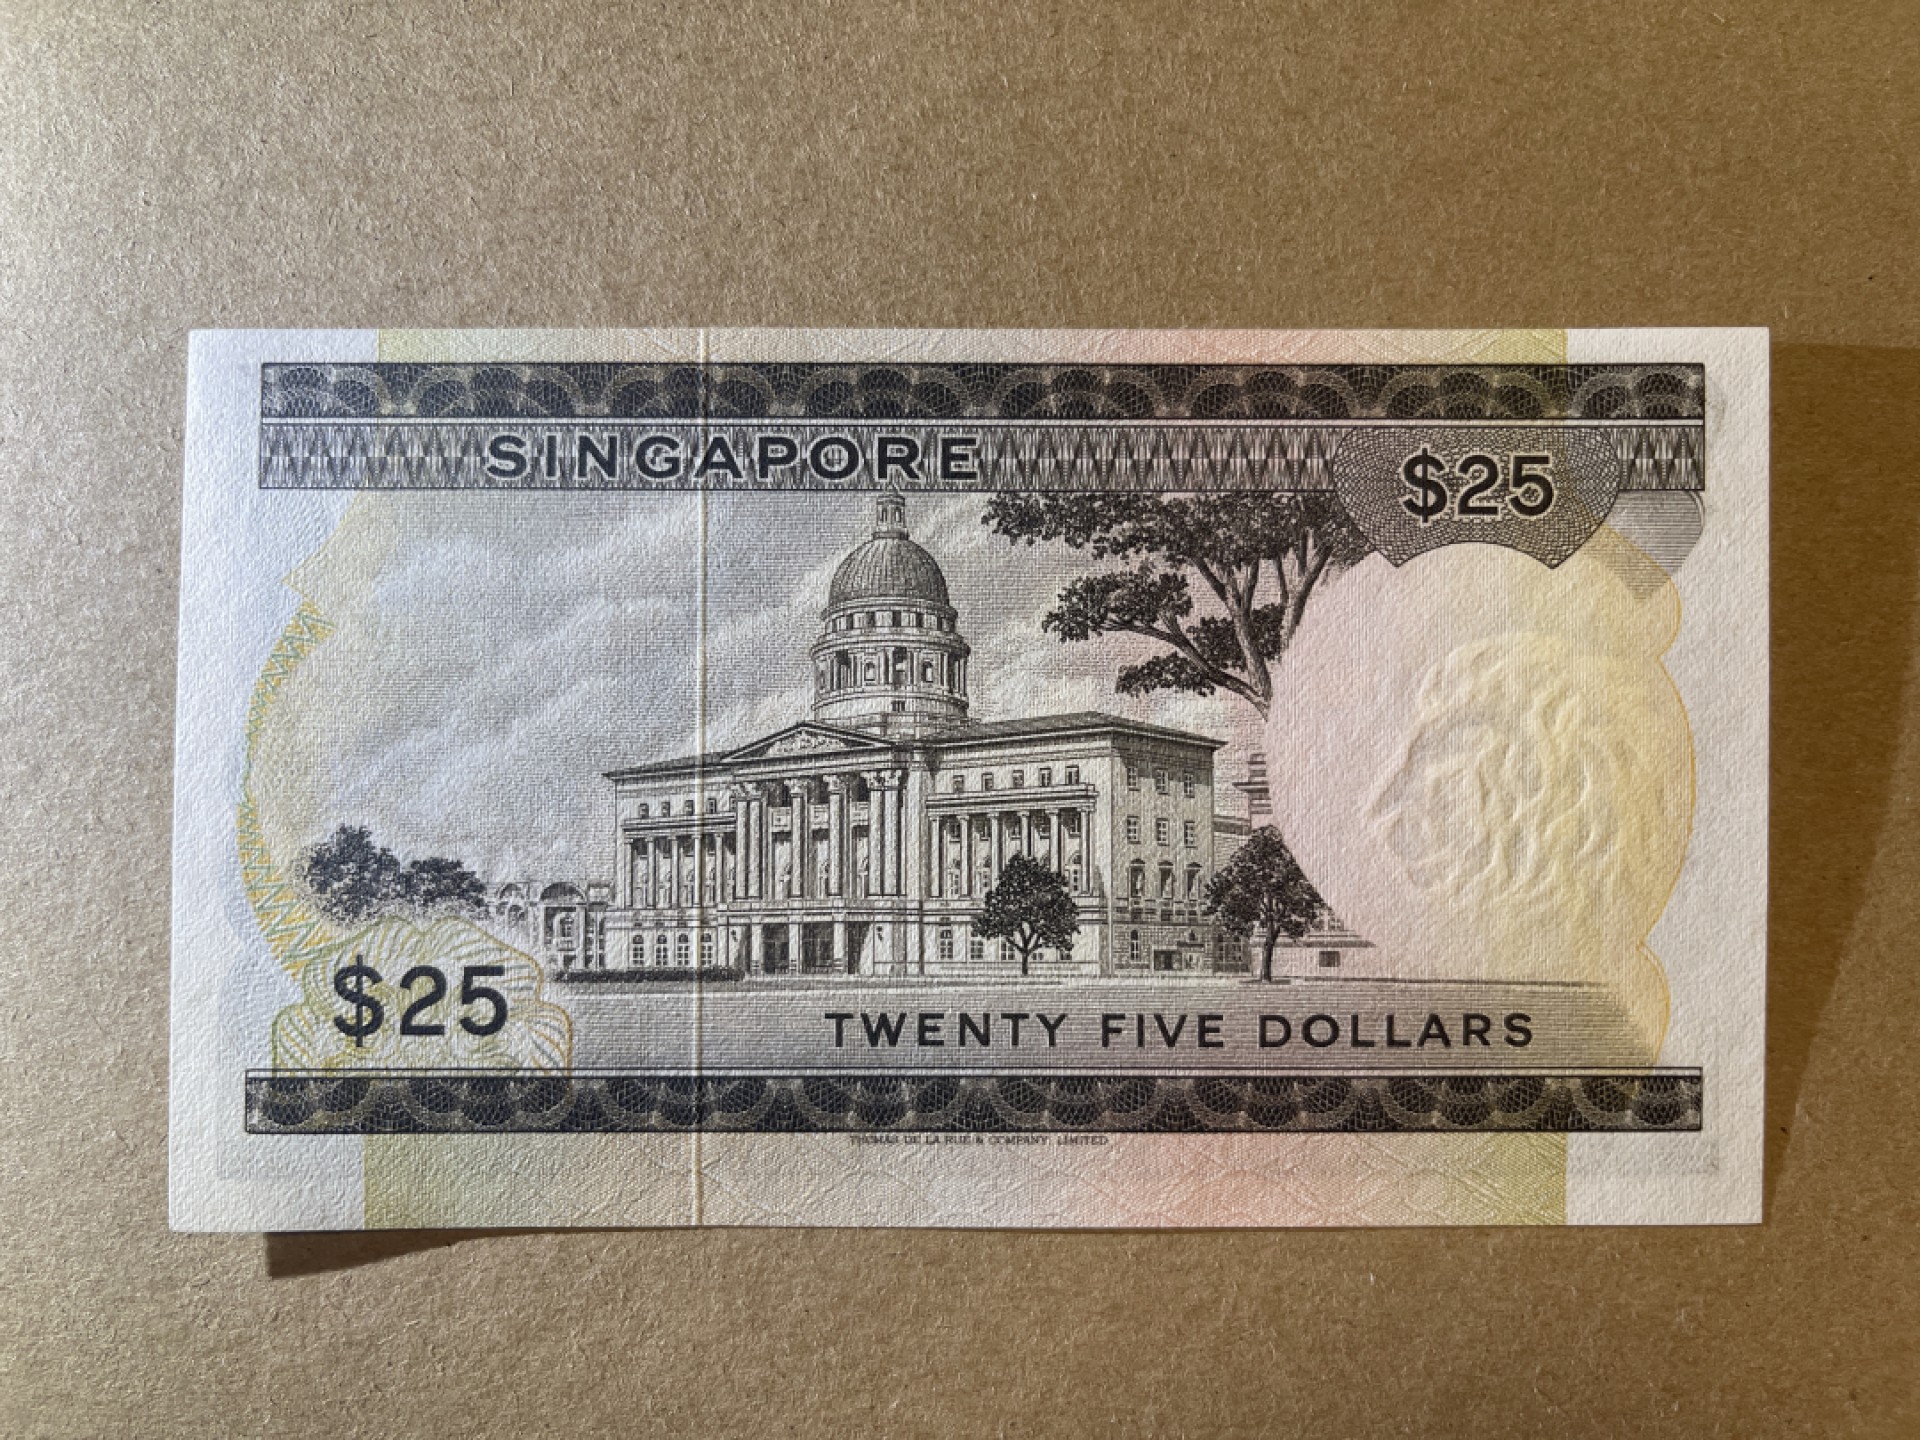 SINGAPORE
$25
$25
TWENTY FIVE DOLLARS
THOMAS DE LA RUE & COMPANY, LIMITED